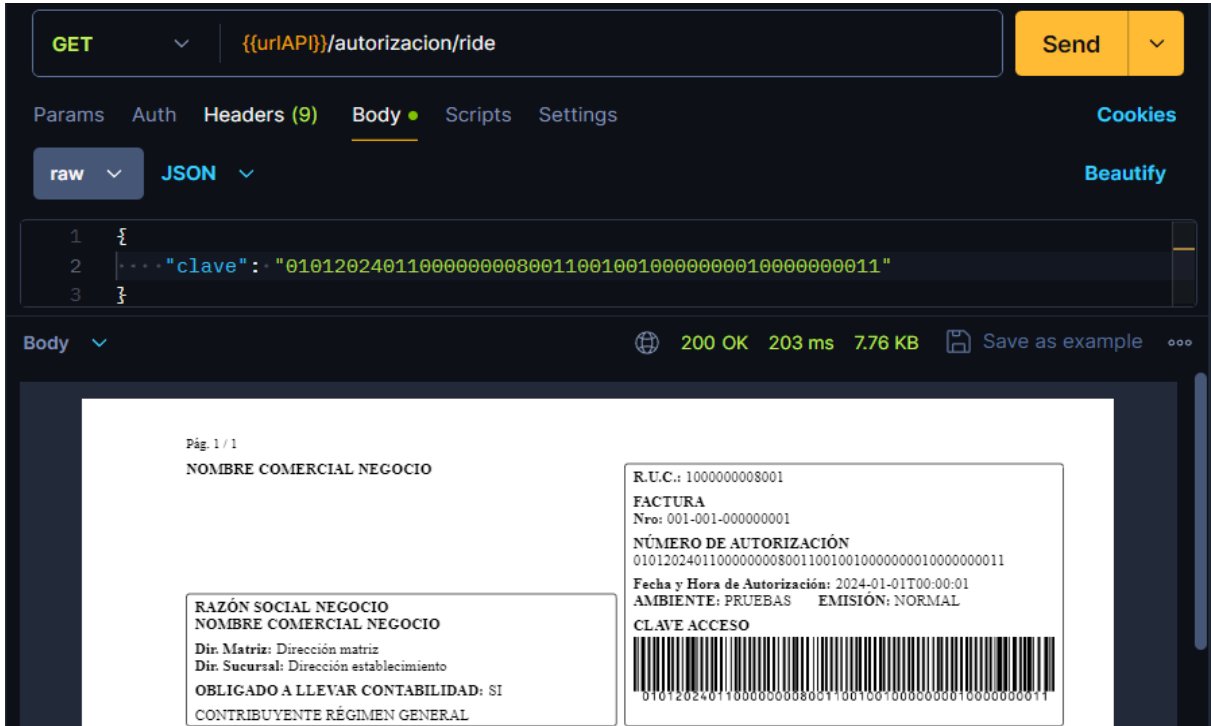 GET {{urlAPI}}/autorizacion/ride Send
Params Auth Headers (9) Body Scripts Settings Cookies
raw JSON Beautify
1 {
2 ····"clave":·"0101202401100000000800110010010000000010000000011"
3 }
Body 200 OK 203 ms 7.76 KB Save as example
Pág. 1 / 1
NOMBRE COMERCIAL NEGOCIO
R.U.C.: 1000000008001
FACTURA
Nro: 001-001-000000001
NÚMERO DE AUTORIZACIÓN
0101202401100000000800110010010000000010000000011
Fecha y Hora de Autorización: 2024-01-01T00:00:01
AMBIENTE: PRUEBAS EMISIÓN: NORMAL
CLAVE ACCESO
0101202401100000000800110010010000000010000000011
RAZÓN SOCIAL NEGOCIO
NOMBRE COMERCIAL NEGOCIO
Dir. Matriz: Dirección matriz
Dir. Sucursal: Dirección establecimiento
OBLIGADO A LLEVAR CONTABILIDAD: SI
CONTRIBUYENTE RÉGIMEN GENERAL